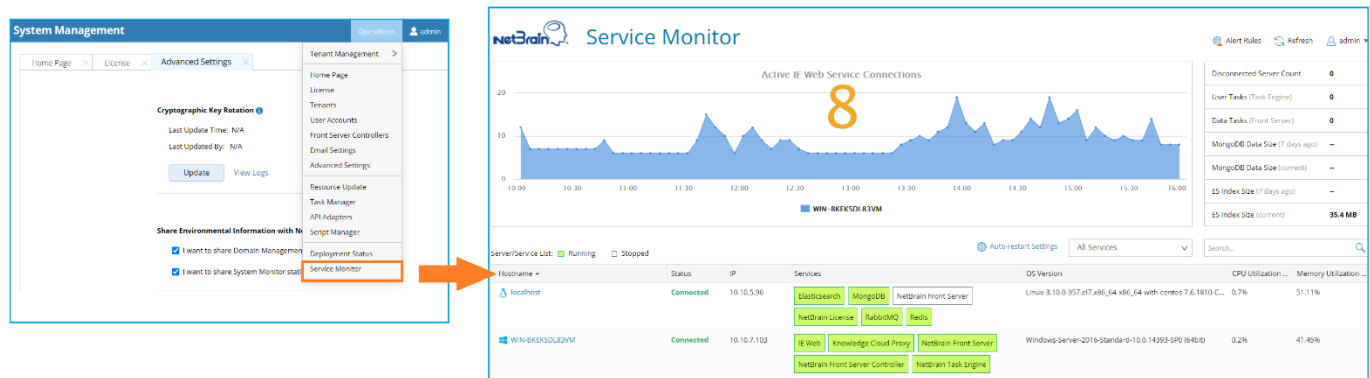 System Management
Operations
admin
Home Page
License
Advanced Settings
Cryptographic Key Rotation
Last Update Time: N/A
Last Updated By: N/A
Update
View Logs
Share Environmental Information with Ne
I want to share Domain Managemen
I want to share System Monitor stati
Tenant Management
Home Page
License
Tenants
User Accounts
Front Server Controllers
Email Settings
Advanced Settings
Resource Update
Task Manager
API Adapters
Script Manager
Deployment Status
Service Monitor
NetBrain
Service Monitor
Alert Rules
Refresh
admin
Active IE Web Service Connections
8
20
10
0
10:00 10:30 11:00 11:30 12:00 12:30 13:00 13:30 14:00 14:30 15:00 15:30 16:00
WIN-BKEKSDL83VM
Disconnected Server Count 0
User Tasks (Task Engine) 0
Data Tasks (Front Server) 0
MongoDB Data Size (7 days ago) --
MongoDB Data Size (current) --
ES Index Size (7 days ago) --
ES Index Size (current) 35.4 MB
Server/Service List: Running Stopped
Auto-restart Settings
All Services
Search...
Hostname Status IP Services OS Version CPU Utilization ... Memory Utilization ...
localhost Connected 10.10.5.96 Elasticsearch MongoDB NetBrain Front Server Linux 3.10.0-957.el7.x86_64-x86_64-with-centos-7.6.1810-C... 0.7% 51.11%
NetBrain License RabbitMQ Redis
WIN-BKEKSDL83VM Connected 10.10.7.103 IE Web Knowledge Cloud Proxy NetBrain Front Server Windows-Server-2016-Standard-10.0.14393-SP0 (64bit) 0.2% 41.45%
NetBrain Front Server Controller NetBrain Task Engine